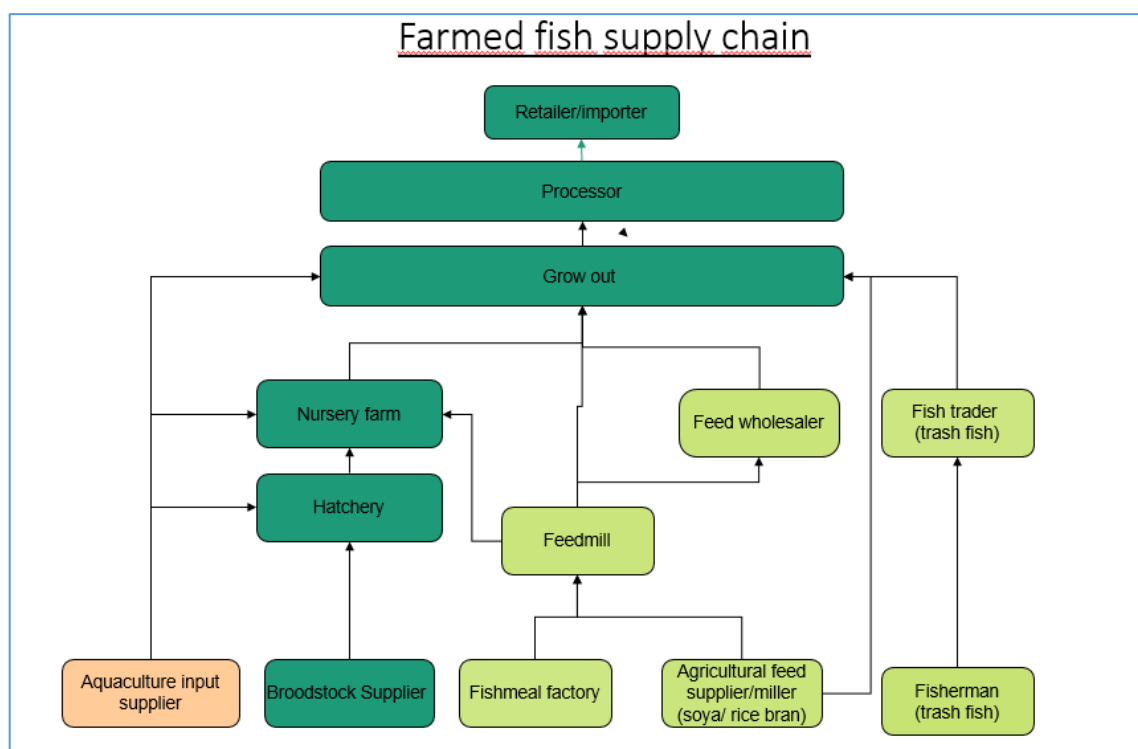 Farmed fish supply chain
Retailer/importer
Processor
Grow out
Nursery farm
Feed wholesaler
Fish trader
(trash fish)
Hatchery
Feedmill
Aquaculture input
supplier
Broodstock Supplier
Fishmeal factory
Agricultural feed
supplier/miller
(soya/ rice bran)
Fisherman
(trash fish)